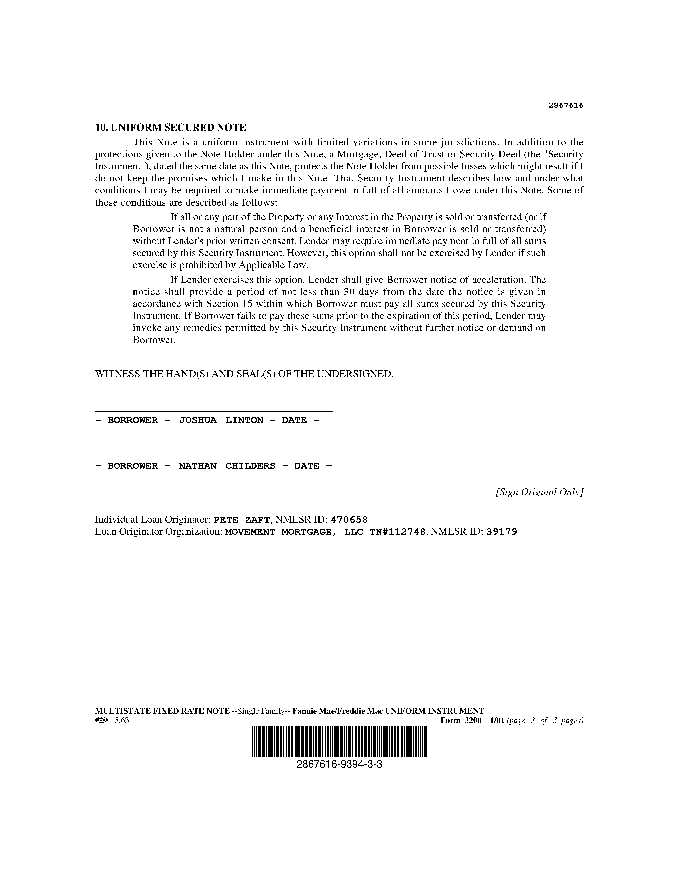 2867616
10. UNIFORM SECURED NOTE
This Note is a uniform instrument with limited variations in some jurisdictions. In addition to the
protections given to the Note Holder under this Note, a Mortgage, Deed of Trust or Security Deed (the "Security
Instrument"), dated the same date as this Note, protects the Note Holder from possible losses which might result if I
do not keep the promises which I make in this Note. That Security Instrument describes how and under what
conditions I may be required to make immediate payment in full of all amounts I owe under this Note. Some of
those conditions are described as follows:
If all or any part of the Property or any Interest in the Property is sold or transferred (or if
Borrower is not a natural person and a beneficial interest in Borrower is sold or transferred)
without Lender's prior written consent, Lender may require immediate payment in full of all sums
secured by this Security Instrument. However, this option shall not be exercised by Lender if such
exercise is prohibited by Applicable Law.
If Lender exercises this option, Lender shall give Borrower notice of acceleration. The
notice shall provide a period of not less than 30 days from the date the notice is given in
accordance with Section 15 within which Borrower must pay all sums secured by this Security
Instrument. If Borrower fails to pay these sums prior to the expiration of this period, Lender may
invoke any remedies permitted by this Security Instrument without further notice or demand on
Borrower.
WITNESS THE HAND(S) AND SEAL(S) OF THE UNDERSIGNED.
- BORROWER - JOSHUA LINTON - DATE -
- BORROWER - NATHAN CHILDERS - DATE -
[Sign Original Only]
Individual Loan Originator: PETE ZAFT, NMLSR ID: 470658
Loan Originator Organization: MOVEMENT MORTGAGE, LLC TN#112748, NMLSR ID: 39179
MULTISTATE FIXED RATE NOTE --Single Family-- Fannie Mae/Freddie Mac UNIFORM INSTRUMENT
Form 3200 1/01 (page 3 of 3 pages)
2867616-9394-3-3